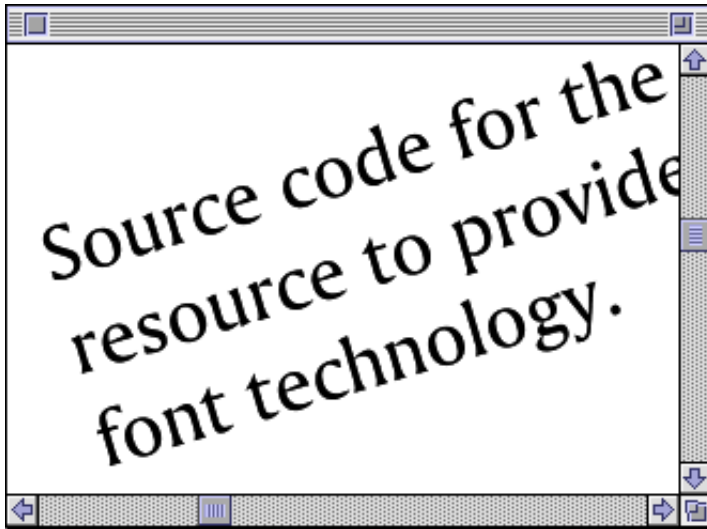 Source code for the
resource to provide
font technology.